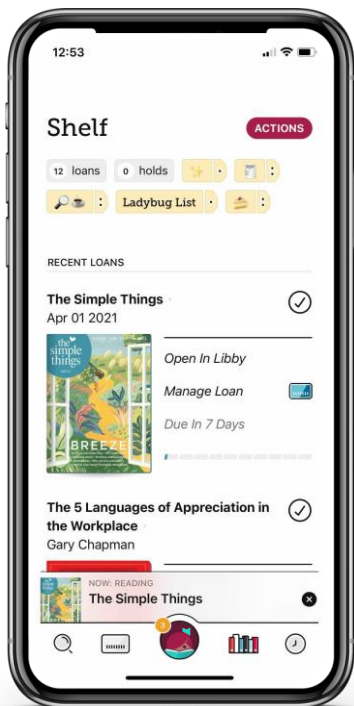 12:53
Shelf
ACTIONS
12 loans
0 holds
Ladybug List
RECENT LOANS
The Simple Things
Apr 01 2021
the
simple
things
BREEZE
Open In Libby
Manage Loan
Due In 7 Days
The 5 Languages of Appreciation in
the Workplace
Gary Chapman
NOW: READING
The Simple Things
3